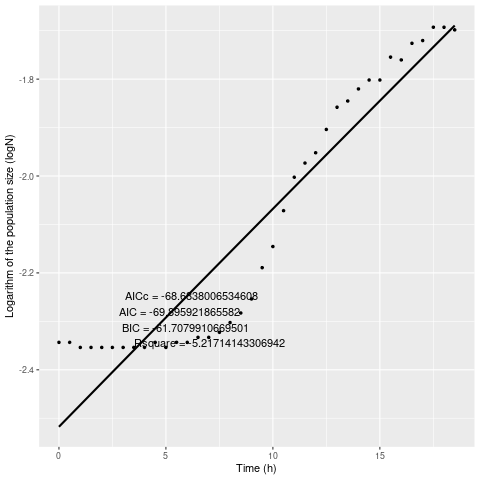 Logarithm of the population size (logN)
-1.8
-2.0
-2.2
-2.4
AICc = -68.6838006534608
AIC = -69.895921865582
BIC = -61.7079910669501
Rsquare = -5.21714143306942
0 5 10 15
Time (h)